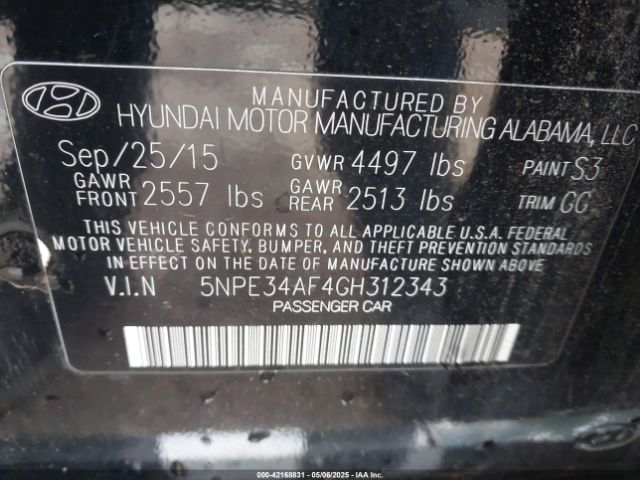 MANUFACTURED BY
HYUNDAI MOTOR MANUFACTURING ALABAMA, LLC
Sep/25/15 GVWR 4497 lbs PAINT S3
GAWR FRONT 2557 lbs GAWR REAR 2513 lbs TRIM GG
THIS VEHICLE CONFORMS TO ALL APPLICABLE U.S.A. FEDERAL
MOTOR VEHICLE SAFETY, BUMPER, AND THEFT PREVENTION STANDARDS
IN EFFECT ON THE DATE OF MANUFACTURE SHOWN ABOVE
V.I.N 5NPE34AF4GH312343
PASSENGER CAR
000-42168831 - 05/06/2025 - IAA Inc.